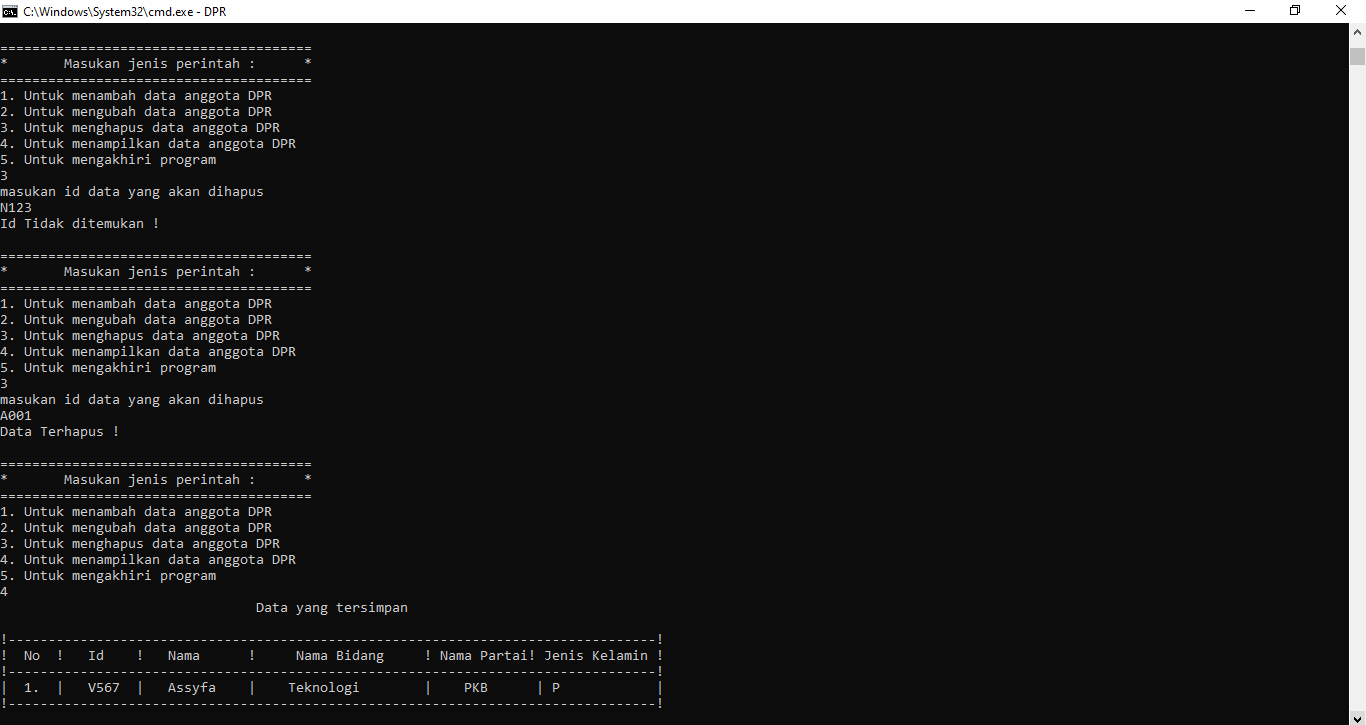 C:\Windows\System32\cmd.exe - DPR
=======================================
*       Masukan jenis perintah :      *
=======================================
1. Untuk menambah data anggota DPR
2. Untuk mengubah data anggota DPR
3. Untuk menghapus data anggota DPR
4. Untuk menampilkan data anggota DPR
5. Untuk mengakhiri program
3
masukan id data yang akan dihapus
N123
Id Tidak ditemukan !
=======================================
*       Masukan jenis perintah :      *
=======================================
1. Untuk menambah data anggota DPR
2. Untuk mengubah data anggota DPR
3. Untuk menghapus data anggota DPR
4. Untuk menampilkan data anggota DPR
5. Untuk mengakhiri program
3
masukan id data yang akan dihapus
A001
Data Terhapus !
=======================================
*       Masukan jenis perintah :      *
=======================================
1. Untuk menambah data anggota DPR
2. Untuk mengubah data anggota DPR
3. Untuk menghapus data anggota DPR
4. Untuk menampilkan data anggota DPR
5. Untuk mengakhiri program
4
                                Data yang tersimpan
!---------------------------------------------------------------------------------!
!  No  !   Id    !   Nama      !     Nama Bidang     ! Nama Partai! Jenis Kelamin !
!---------------------------------------------------------------------------------!
|  1.  |   V567  |   Assyfa    |    Teknologi        |    PKB      | P             |
!---------------------------------------------------------------------------------!